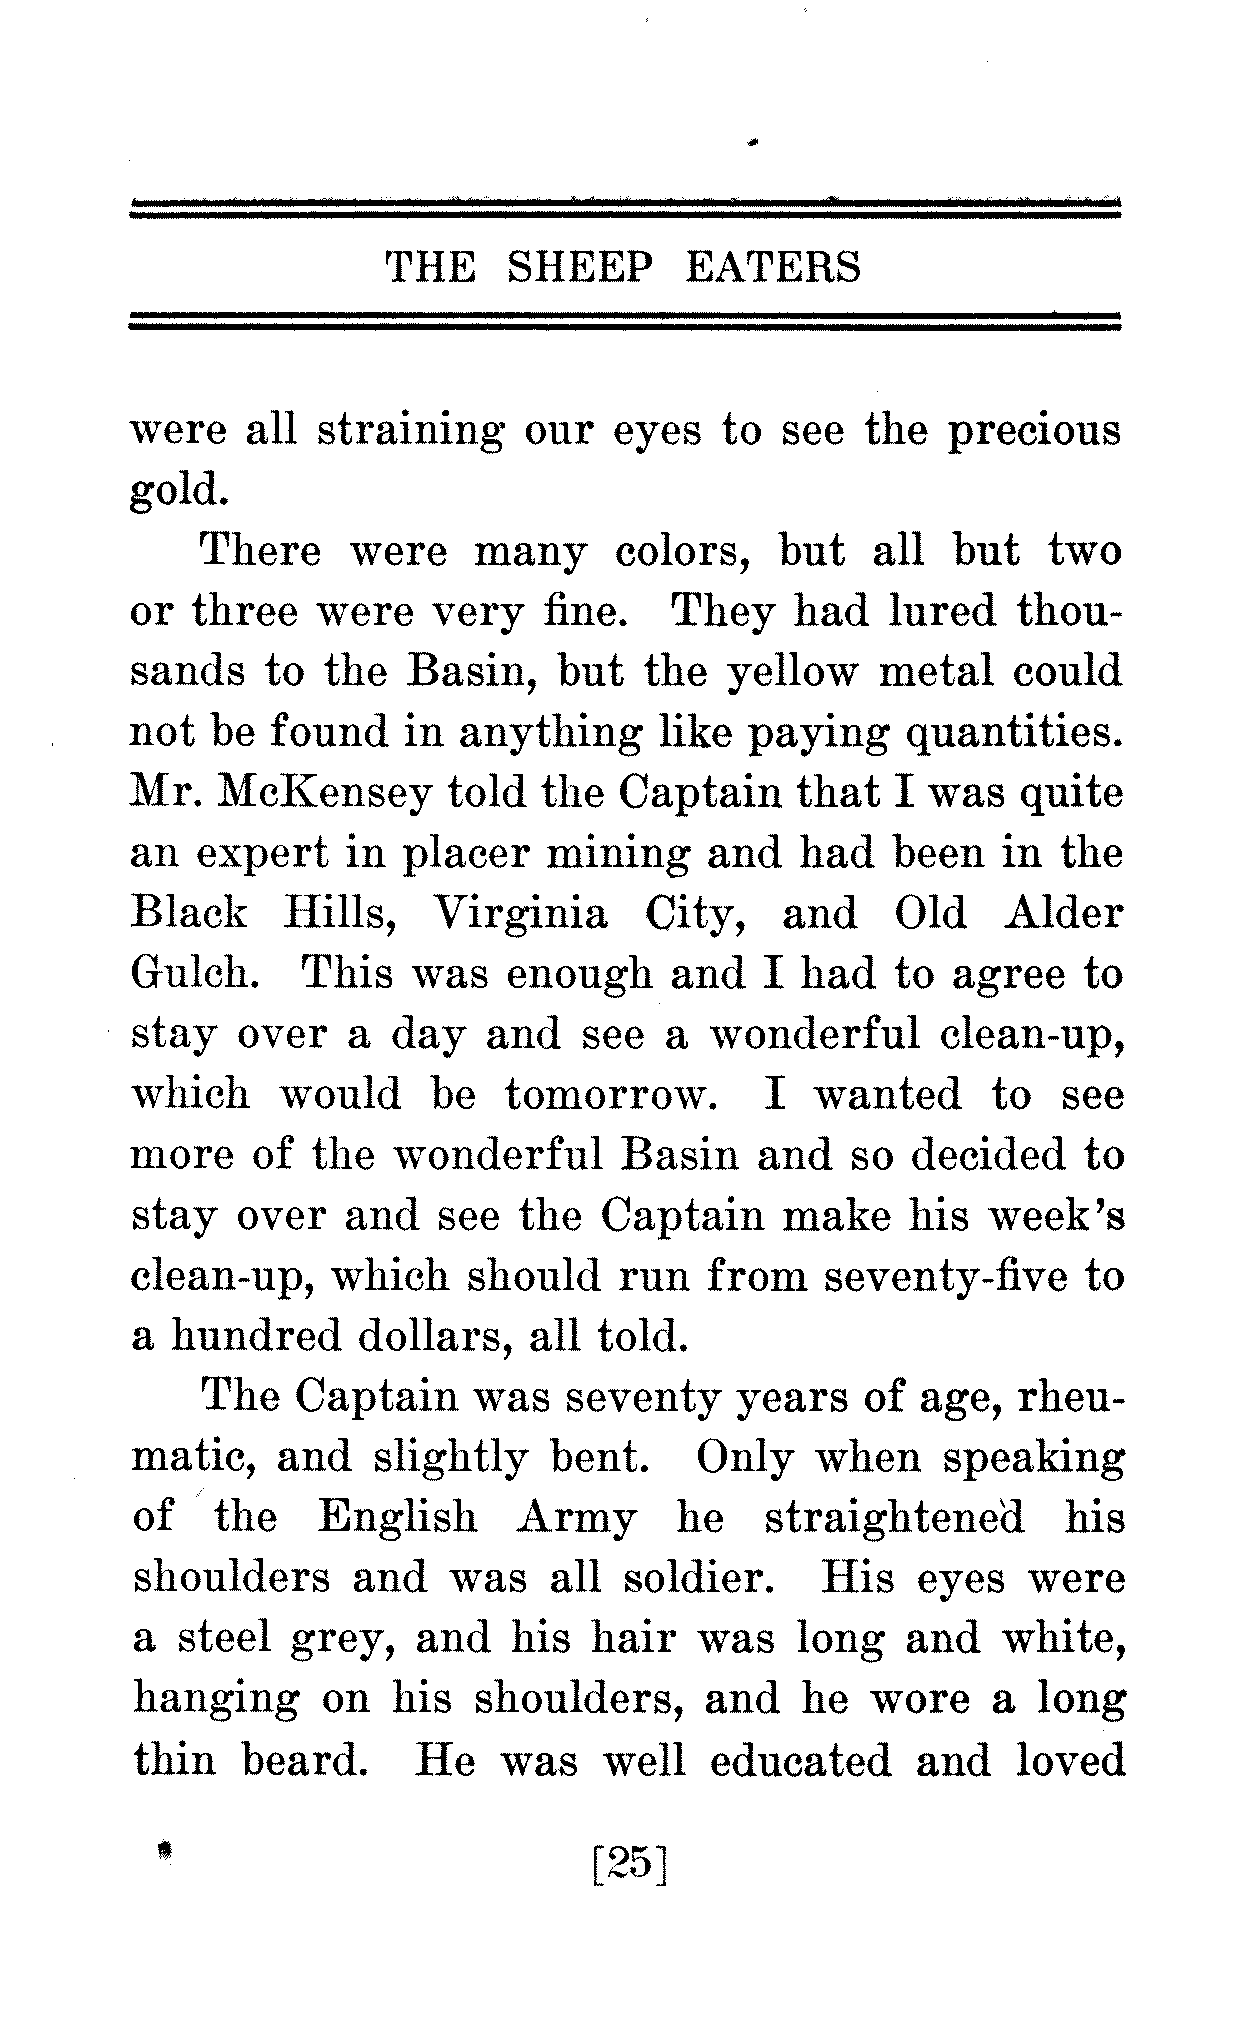 THE SHEEP EATERS
were all straining our eyes to see the precious
gold.
There were many colors, but all but two
or three were very fine. They had lured thou-
sands to the Basin, but the yellow metal could
not be found in anything like paying quantities.
Mr. McKensey told the Captain that I was quite
an expert in placer mining and had been in the
Black Hills, Virginia City, and Old Alder
Gulch. This was enough and I had to agree to
stay over a day and see a wonderful clean-up,
which would be tomorrow. I wanted to see
more of the wonderful Basin and so decided to
stay over and see the Captain make his week's
clean-up, which should run from seventy-five to
a hundred dollars, all told.
The Captain was seventy years of age, rheu-
matic, and slightly bent. Only when speaking
of the English Army he straightened his
shoulders and was all soldier. His eyes were
a steel grey, and his hair was long and white,
hanging on his shoulders, and he wore a long
thin beard. He was well educated and loved
[25]